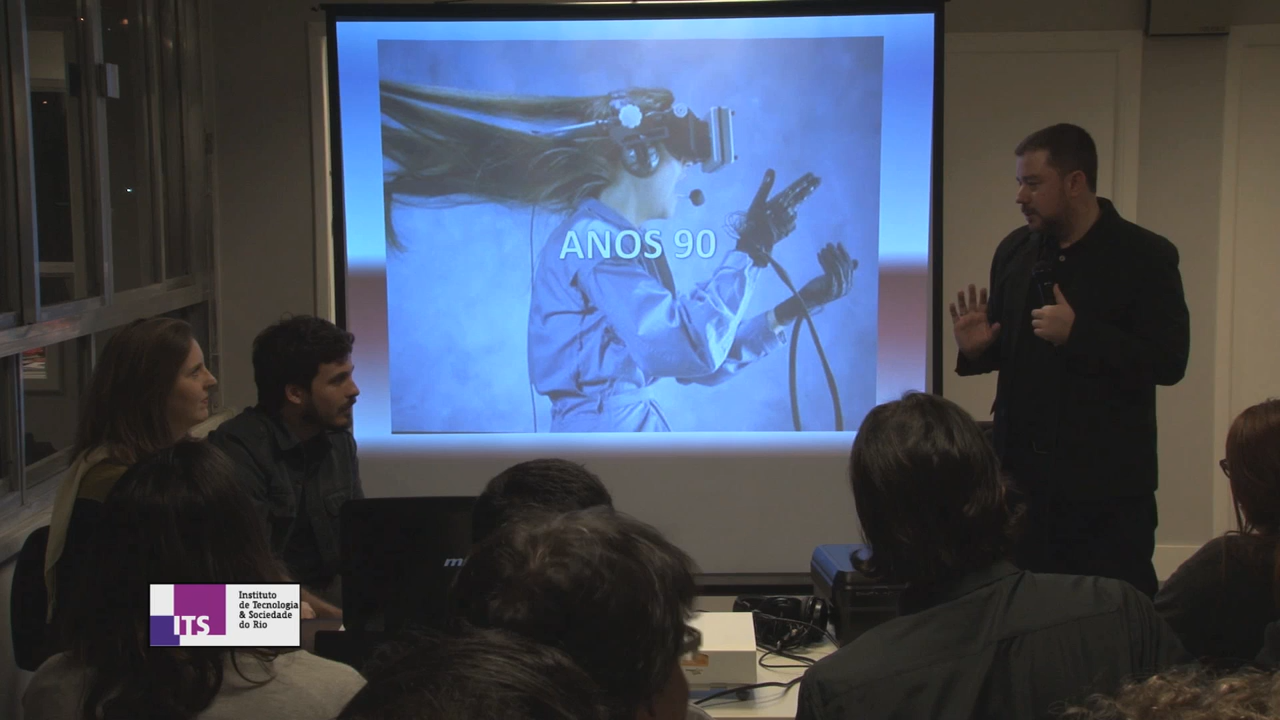 ANOS 90
ITS
Instituto
de Tecnologia
& Sociedade
do Rio